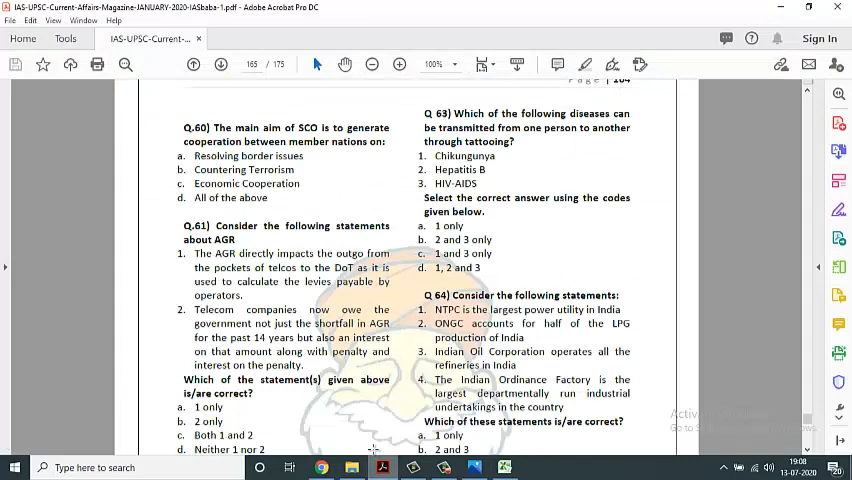 IAS-UPSC-Current-Affairs-Magazine-JANUARY-2020-IASbaba-1.pdf - Adobe Acrobat Pro DC
File Edit View Window Help
Home Tools IAS-UPSC-Current-... × Sign In
165 / 175 100%
P a g e | 164
Q.60) The main aim of SCO is to generate
cooperation between member nations on:
a. Resolving border issues
b. Countering Terrorism
c. Economic Cooperation
d. All of the above
Q.61) Consider the following statements
about AGR
1. The AGR directly impacts the outgo from
the pockets of telcos to the DoT as it is
used to calculate the levies payable by
operators.
2. Telecom companies now owe the
government not just the shortfall in AGR
for the past 14 years but also an interest
on that amount along with penalty and
interest on the penalty.
Which of the statement(s) given above
is/are correct?
a. 1 only
b. 2 only
c. Both 1 and 2
d. Neither 1 nor 2
Q 63) Which of the following diseases can
be transmitted from one person to another
through tattooing?
1. Chikungunya
2. Hepatitis B
3. HIV-AIDS
Select the correct answer using the codes
given below.
a. 1 only
b. 2 and 3 only
c. 1 and 3 only
d. 1, 2 and 3
Q 64) Consider the following statements:
1. NTPC is the largest power utility in India
2. ONGC accounts for half of the LPG
production of India
3. Indian Oil Corporation operates all the
refineries in India
4. The Indian Ordinance Factory is the
largest departmentally run industrial
undertakings in the country
Which of these statements is/are correct?
a. 1 only
b. 2 and 3
Type here to search
19:08
13-07-2020
20